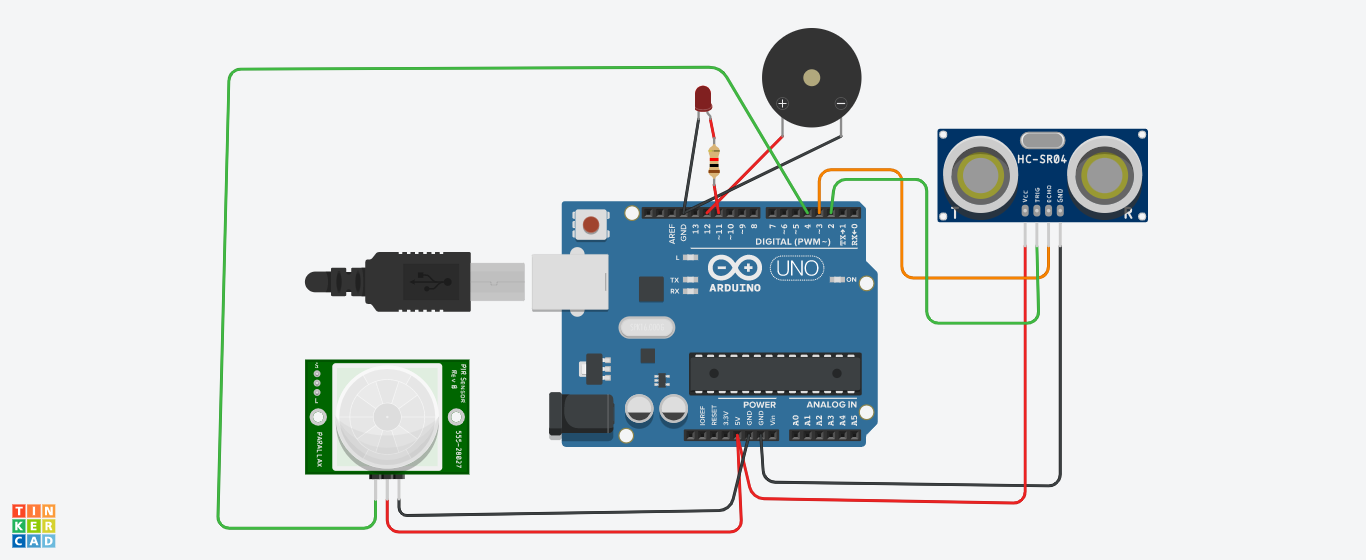 + −
HC-SR04
VCC
TRIG
ECHO
GND
T R
AREF
GND
13
12
~11
~10
~9
8
7
~6
~5
4
~3
2
TX→1
RX←0
DIGITAL (PWM~)
L
TX
RX
ARDUINO
UNO
ON
PIR SENSOR
Rev B
S
L
PARALLAX
555-28027
POWER
ANALOG IN
IOREF
RESET
3.3V
5V
GND
GND
Vin
A0
A1
A2
A3
A4
A5
TIN
KER
CAD